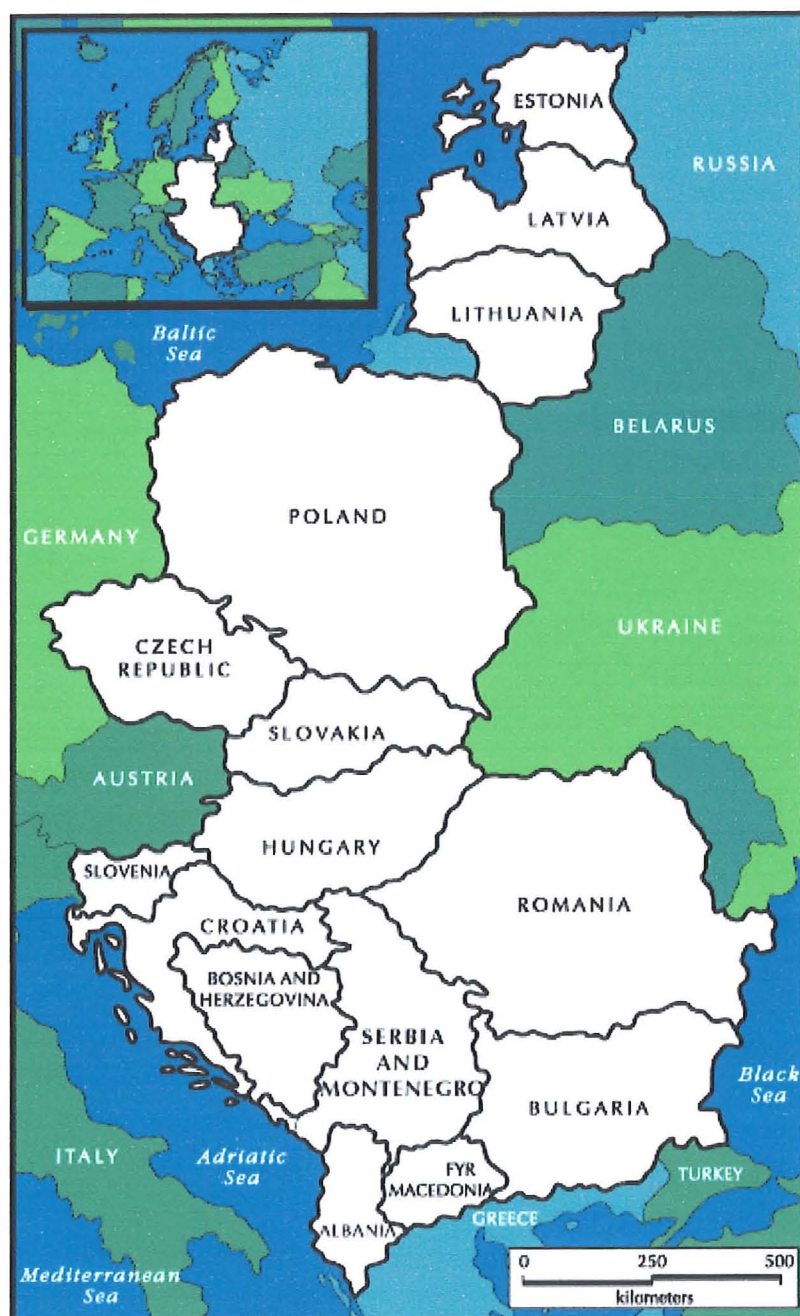 ESTONIA
RUSSIA
LATVIA
LITHUANIA
Baltic
Sea
BELARUS
POLAND
GERMANY
UKRAINE
CZECH
REPUBLIC
SLOVAKIA
AUSTRIA
HUNGARY
SLOVENIA
ROMANIA
CROATIA
BOSNIA AND
HERZEGOVINA
SERBIA
AND
MONTENEGRO
Black
Sea
BULGARIA
ITALY
Adriatic
Sea
FYR
MACEDONIA
TURKEY
GREECE
ALBANIA
Mediterranean
Sea
0 250 500
kilometers